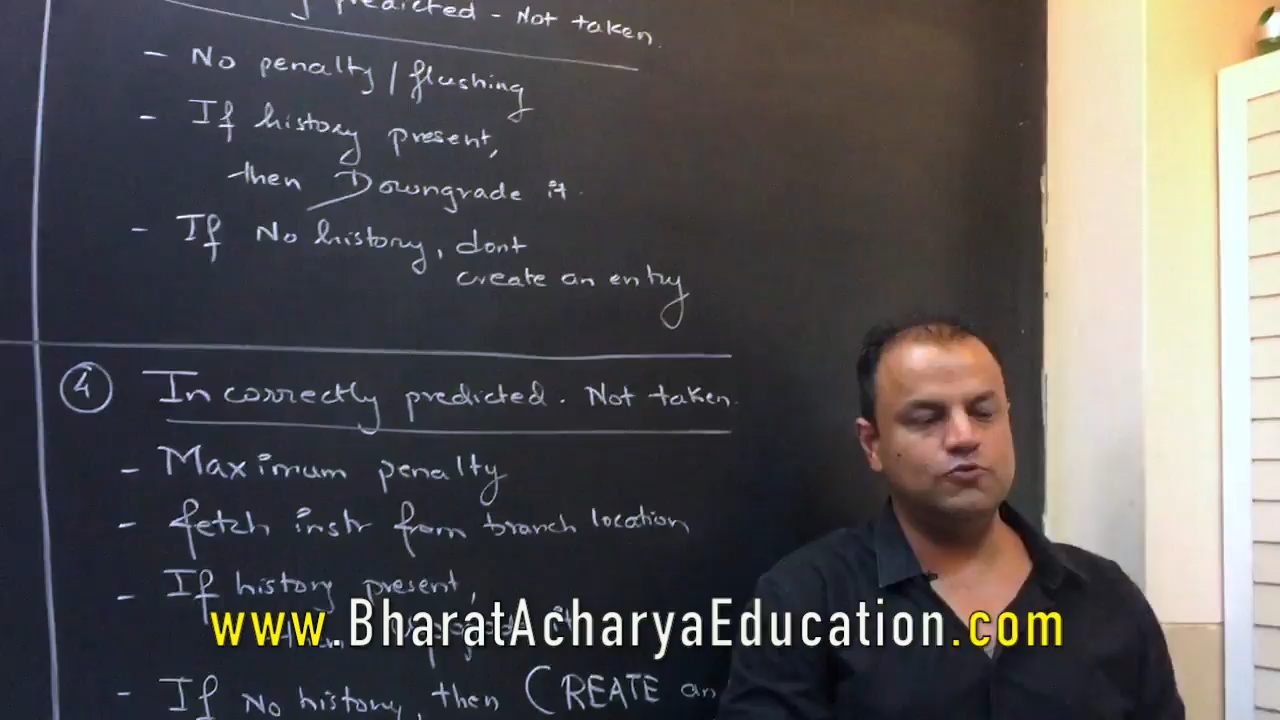 predicted - Not taken.
- No penalty / flushing
- If history present,
then Downgrade it.
- If No history, dont
create an entry
4 Incorrectly predicted. Not taken.
- Maximum penalty
- fetch instr from branch location
- If history present,
www.BharatAcharyaEducation.com
- If No history, then CREATE an